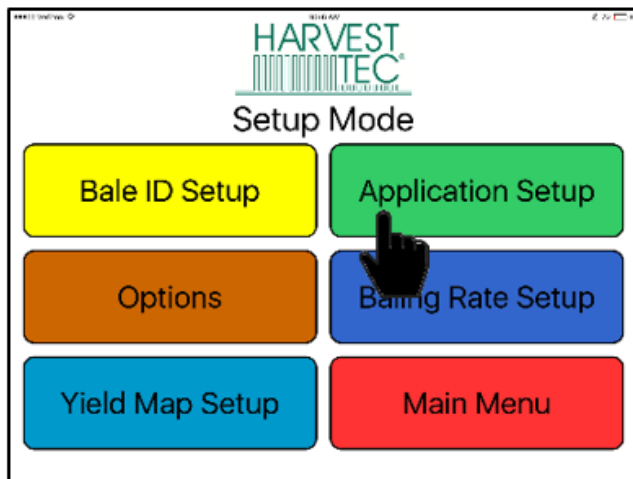 HARVEST
TEC
Setup Mode
Bale ID Setup
Application Setup
Options
Baling Rate Setup
Yield Map Setup
Main Menu